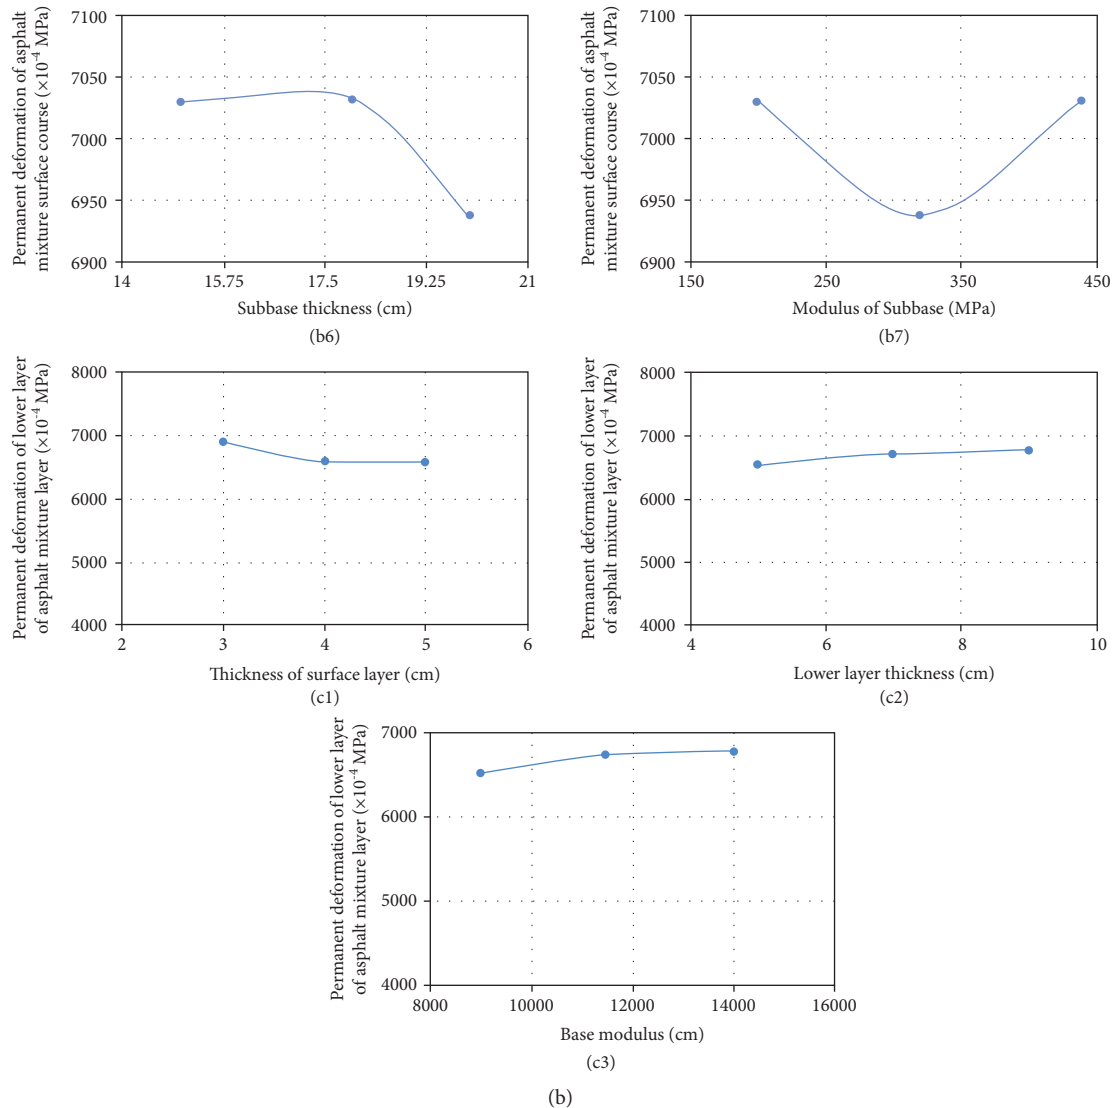 Permanent deformation of asphalt
mixture surface course (×10-4 MPa)
7100
7050
7000
6950
6900
14
15.75
17.5
19.25
21
Subbase thickness (cm)
(b6)
Permanent deformation of asphalt
mixture surface course (×10-4 MPa)
7100
7050
7000
6950
6900
150
250
350
450
Modulus of Subbase (MPa)
(b7)
Permanent deformation of lower layer
of asphalt mixture layer (×10-4 MPa)
8000
7000
6000
5000
4000
2
3
4
5
6
Thickness of surface layer (cm)
(c1)
Permanent deformation of lower layer
of asphalt mixture layer (×10-4 MPa)
8000
7000
6000
5000
4000
4
6
8
10
Lower layer thickness (cm)
(c2)
Permanent deformation of lower layer
of asphalt mixture layer (×10-4 MPa)
7000
6000
5000
4000
8000
10000
12000
14000
16000
Base modulus (cm)
(c3)
(b)